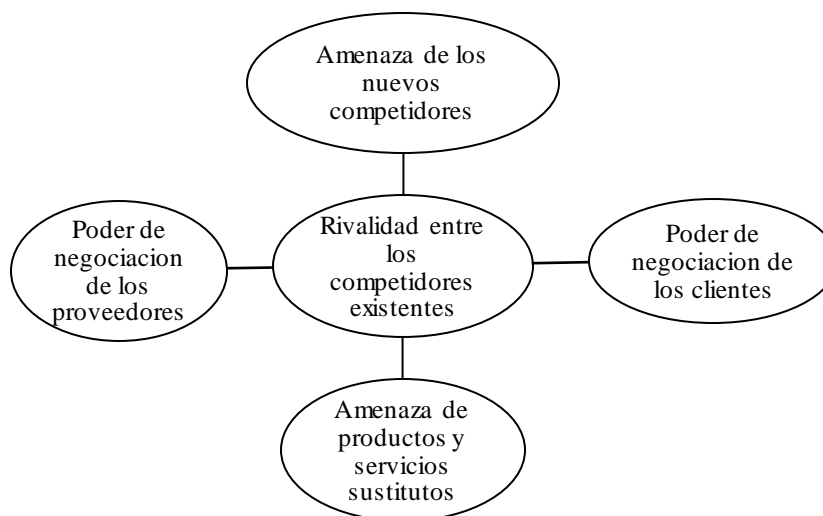 Amenaza de los
nuevos
competidores
Poder de
negociacion
de los
proveedores
Rivalidad entre
los
competidores
existentes
Poder de
negociacion de
los clientes
Amenaza de
productos y
servicios
sustitutos